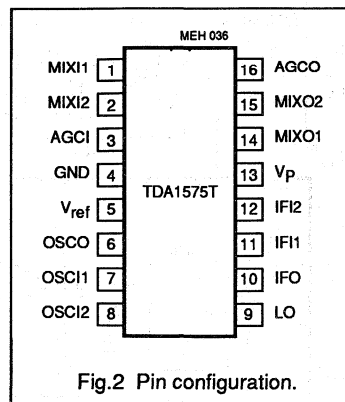 MEH 036
MIXI1 1 16 AGCO
MIXI2 2 15 MIXO2
AGCI 3 14 MIXO1
GND 4 13 VP
TDA1575T
Vref 5 12 IFI2
OSCO 6 11 IFI1
OSCI1 7 10 IFO
OSCI2 8 9 LO
Fig.2 Pin configuration.